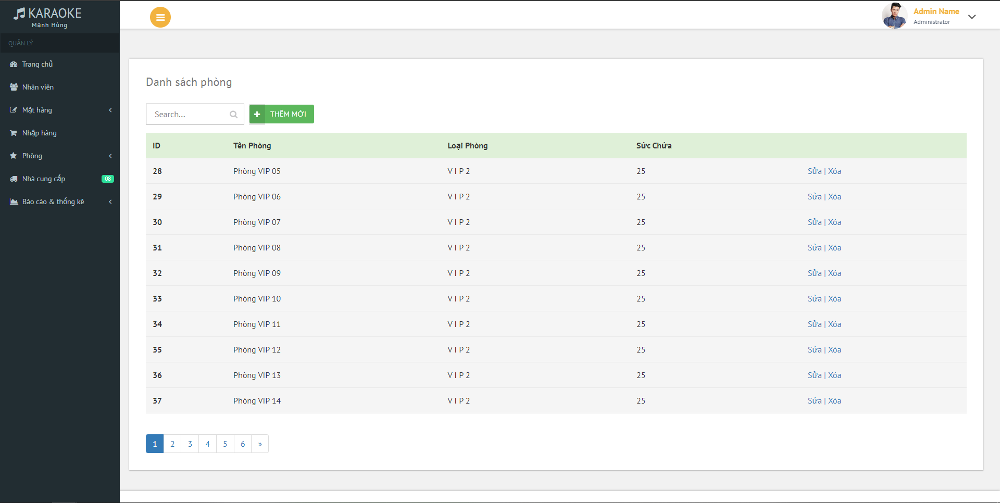 KARAOKE
Mạnh Hùng
QUẢN LÝ
Trang chủ
Nhân viên
Mặt hàng
Nhập hàng
Phòng
Nhà cung cấp 08
Báo cáo & thống kê
Admin Name
Administrator
Danh sách phòng
Search...
THÊM MỚI
ID Tên Phòng Loại Phòng Sức Chứa
28 Phòng VIP 05 V I P 2 25 Sửa | Xóa
29 Phòng VIP 06 V I P 2 25 Sửa | Xóa
30 Phòng VIP 07 V I P 2 25 Sửa | Xóa
31 Phòng VIP 08 V I P 2 25 Sửa | Xóa
32 Phòng VIP 09 V I P 2 25 Sửa | Xóa
33 Phòng VIP 10 V I P 2 25 Sửa | Xóa
34 Phòng VIP 11 V I P 2 25 Sửa | Xóa
35 Phòng VIP 12 V I P 2 25 Sửa | Xóa
36 Phòng VIP 13 V I P 2 25 Sửa | Xóa
37 Phòng VIP 14 V I P 2 25 Sửa | Xóa
1 2 3 4 5 6 »